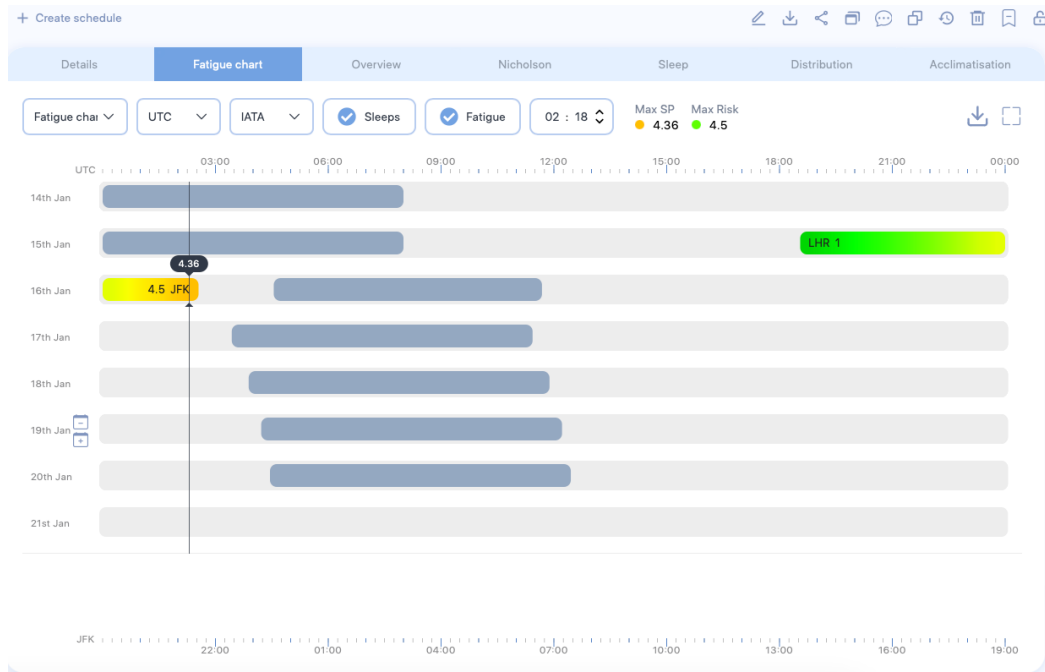 Create schedule
Details Fatigue chart Overview Nicholson Sleep Distribution Acclimatisation
Fatigue char UTC IATA Sleeps Fatigue 02 : 18 Max SP 4.36 Max Risk 4.5
UTC 03:00 06:00 09:00 12:00 15:00 18:00 21:00 00:00
14th Jan
15th Jan LHR 1
4.36
16th Jan 4.5 JFK
17th Jan
18th Jan
19th Jan
20th Jan
21st Jan
JFK 22:00 01:00 04:00 07:00 10:00 13:00 16:00 19:00